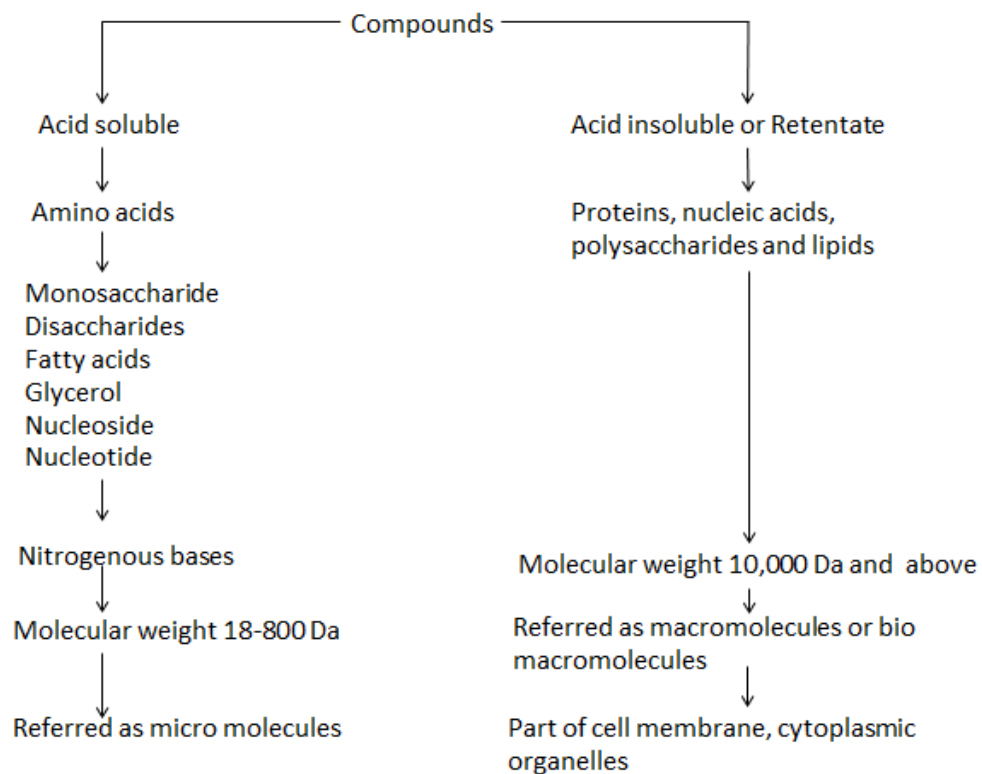 Compounds
Acid soluble
Amino acids
Monosaccharide
Disaccharides
Fatty acids
Glycerol
Nucleoside
Nucleotide
Nitrogenous bases
Molecular weight 18-800 Da
Referred as micro molecules
Acid insoluble or Retentate
Proteins, nucleic acids,
polysaccharides and lipids
Molecular weight 10,000 Da and above
Referred as macromolecules or bio
macromolecules
Part of cell membrane, cytoplasmic
organelles